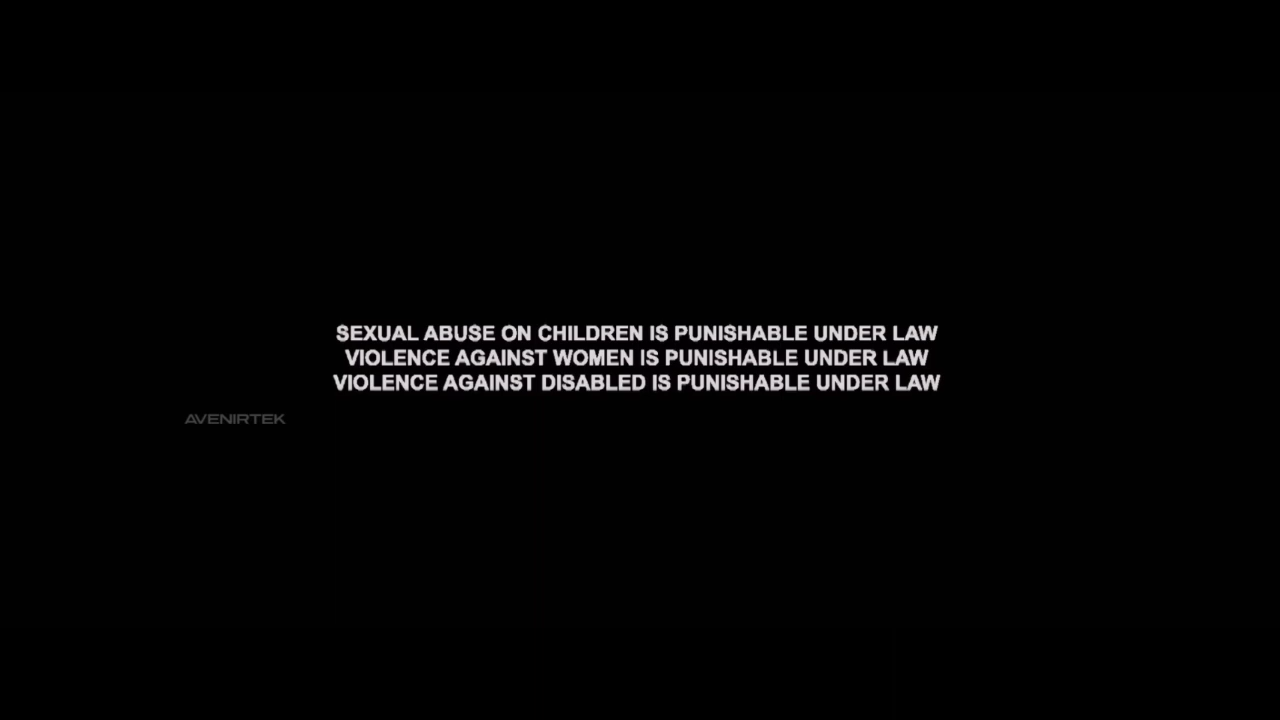 SEXUAL ABUSE ON CHILDREN IS PUNISHABLE UNDER LAW
VIOLENCE AGAINST WOMEN IS PUNISHABLE UNDER LAW
VIOLENCE AGAINST DISABLED IS PUNISHABLE UNDER LAW
AVENIRTEK